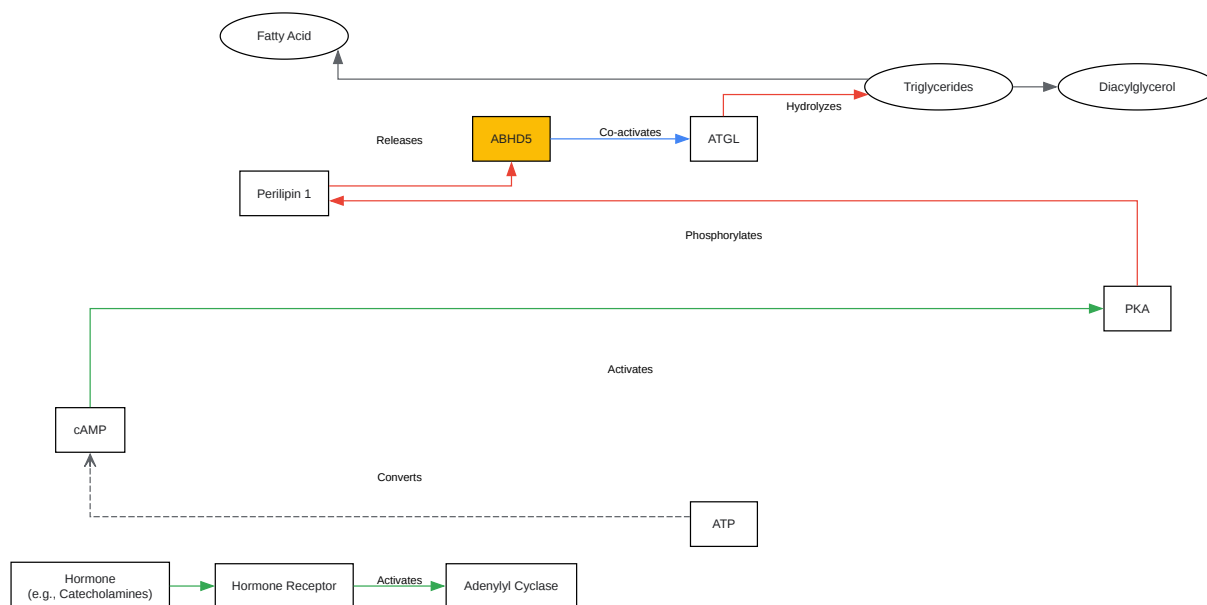 Fatty Acid
Triglycerides
Diacylglycerol
Hydrolyzes
Releases
ABHD5
Co-activates
ATGL
Perilipin 1
Phosphorylates
PKA
Activates
cAMP
Converts
ATP
Hormone
(e.g., Catecholamines)
Hormone Receptor
Activates
Adenylyl Cyclase